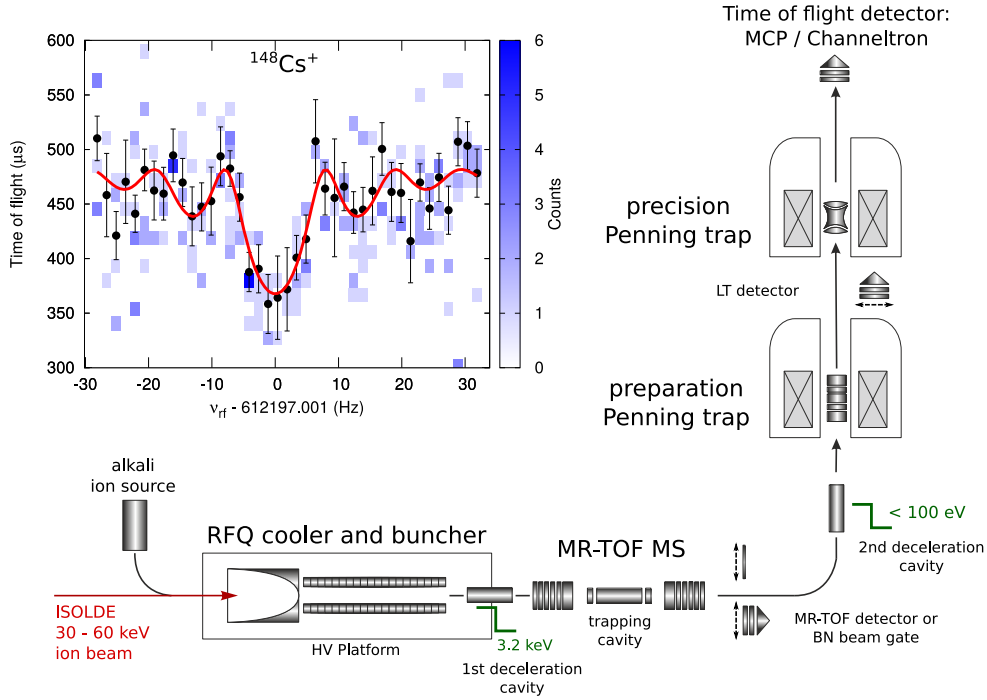 Time of flight detector:
MCP / Channeltron
148Cs+
600
550
500
450
400
350
300
Time of flight (µs)
-30
-20
-10
0
10
20
30
νrf - 612197.001 (Hz)
6
5
4
3
2
1
0
Counts
precision
Penning trap
LT detector
preparation
Penning trap
< 100 eV
2nd deceleration
cavity
alkali
ion source
RFQ cooler and buncher
MR-TOF MS
ISOLDE
30 - 60 keV
ion beam
HV Platform
3.2 keV
1st deceleration
cavity
trapping
cavity
MR-TOF detector or
BN beam gate